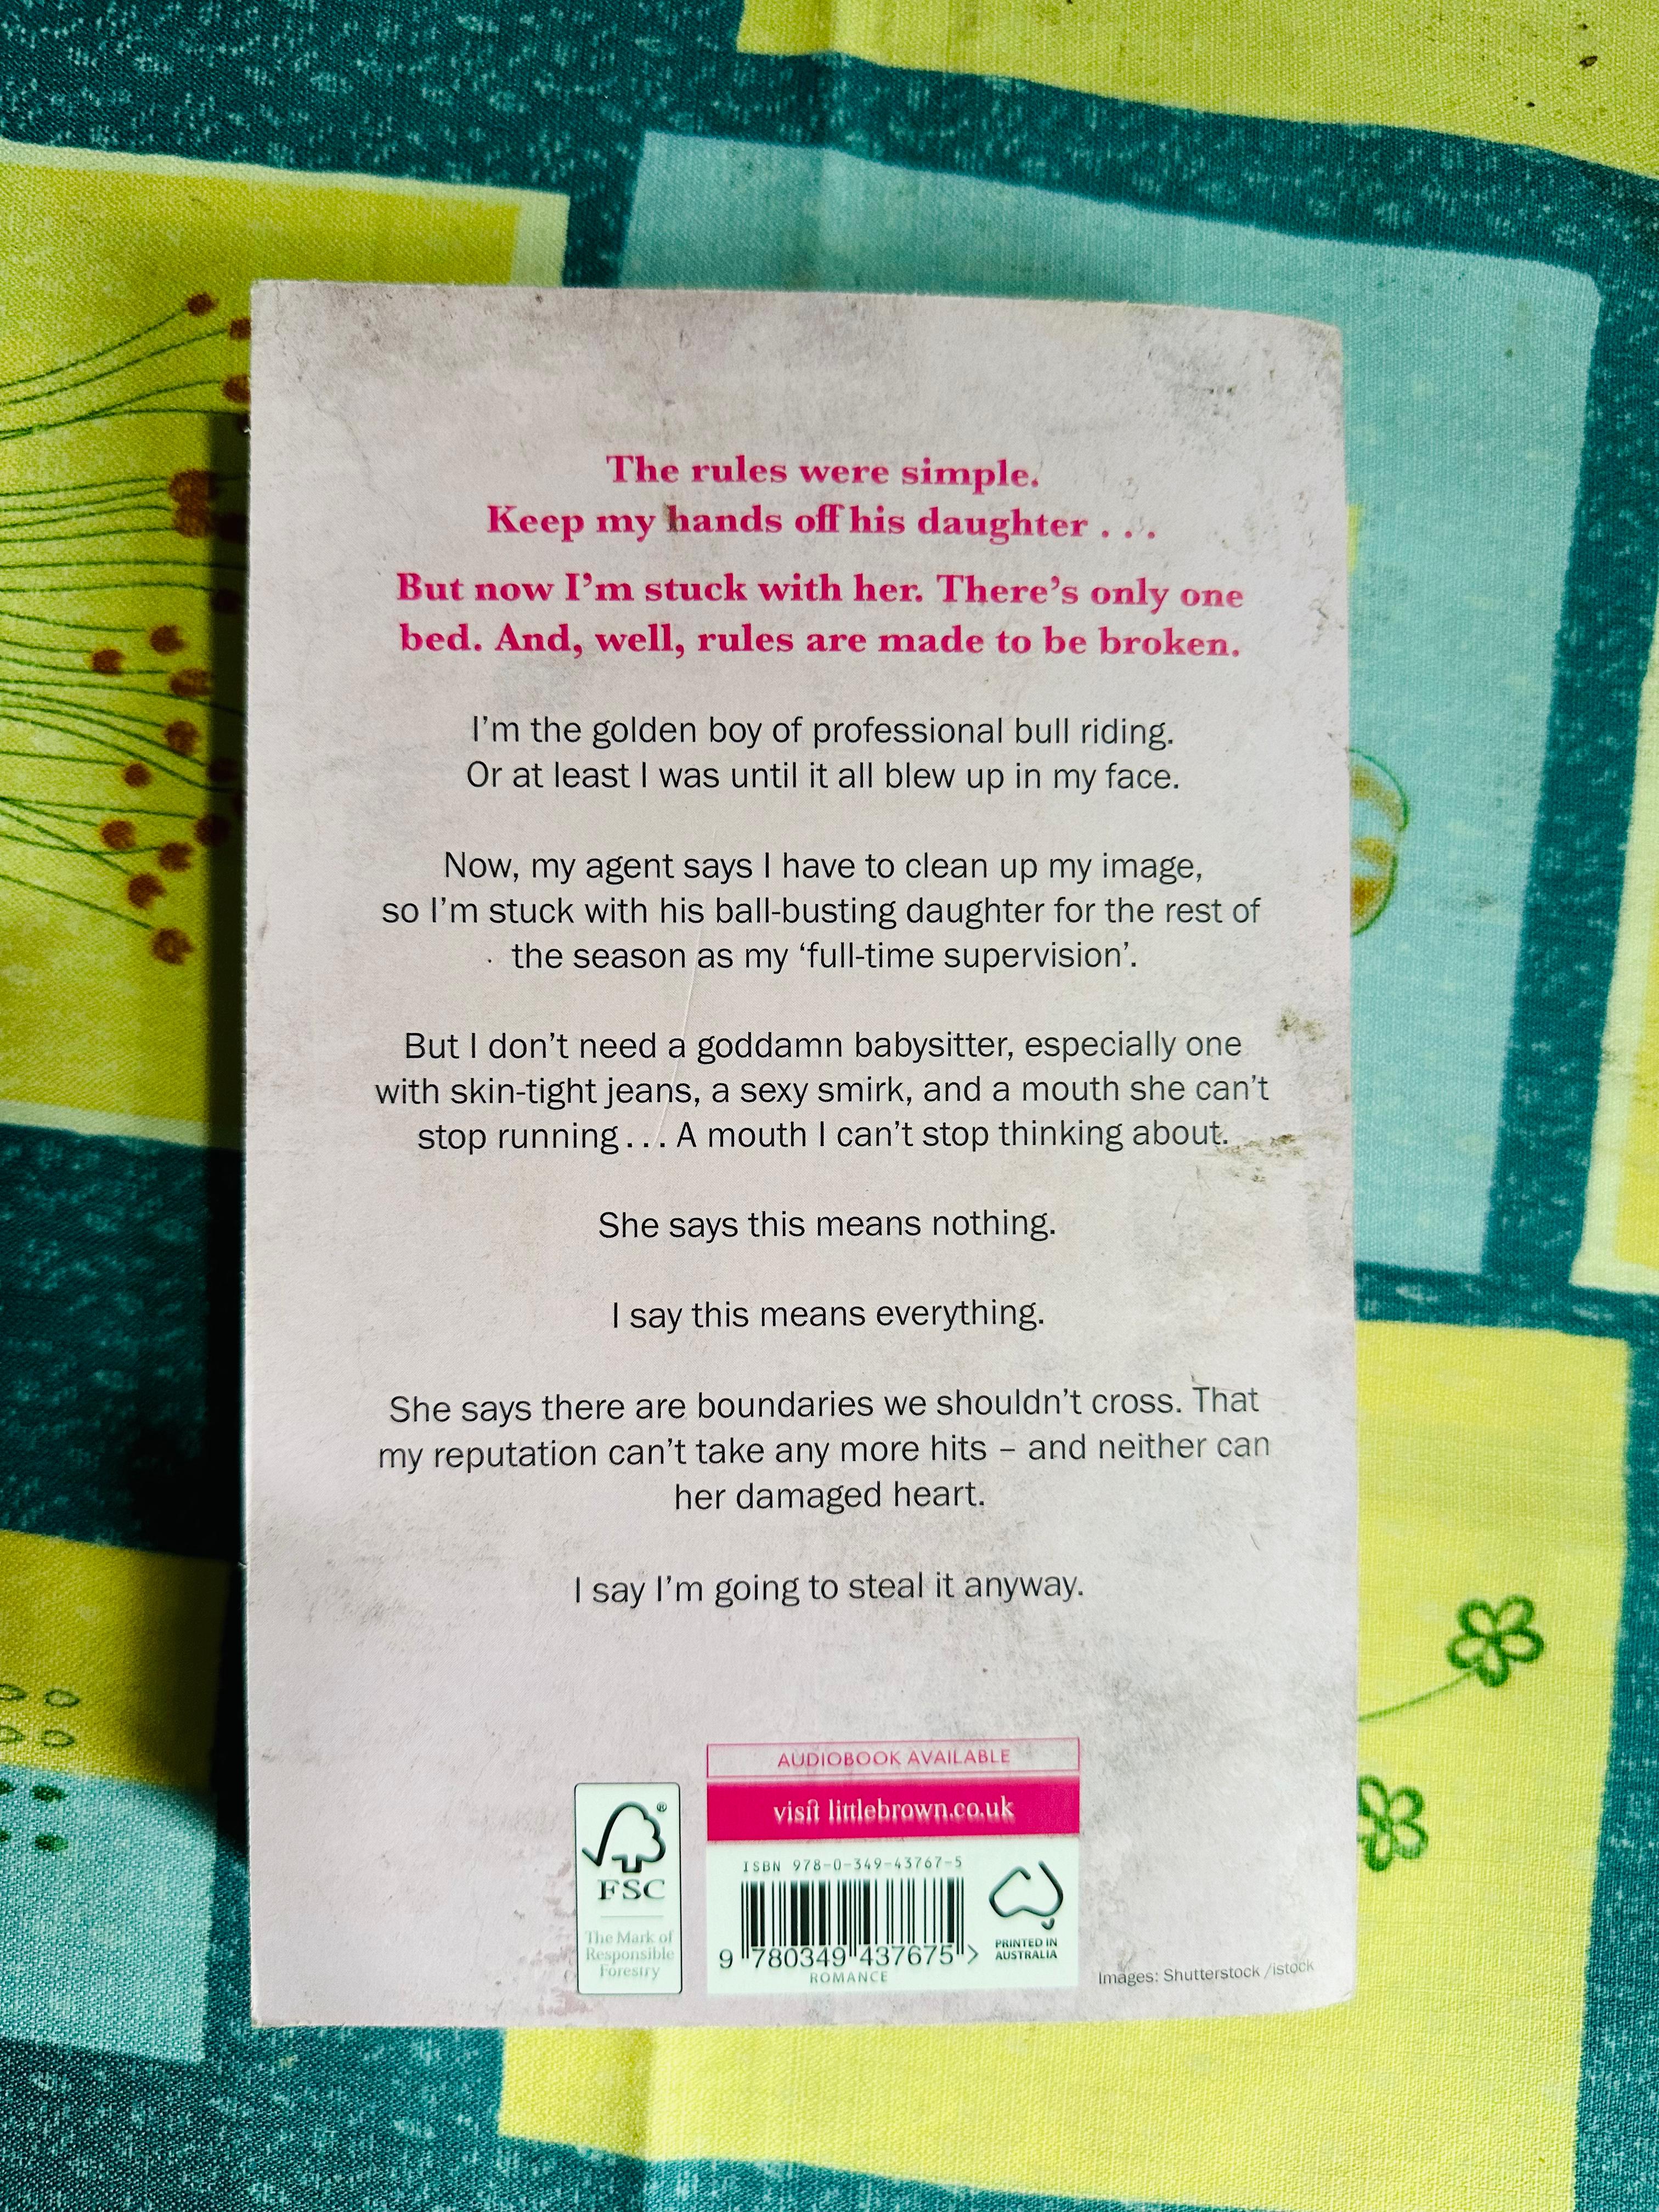 The rules were simple.
Keep my hands off his daughter . . .
But now I’m stuck with her. There’s only one
bed. And, well, rules are made to be broken.
I’m the golden boy of professional bull riding.
Or at least I was until it all blew up in my face.
Now, my agent says I have to clean up my image,
so I’m stuck with his ball-busting daughter for the rest of
the season as my ‘full-time supervision’.
But I don’t need a goddamn babysitter, especially one
with skin-tight jeans, a sexy smirk, and a mouth she can’t
stop running . . . A mouth I can’t stop thinking about.
She says this means nothing.
I say this means everything.
She says there are boundaries we shouldn’t cross. That
my reputation can’t take any more hits – and neither can
her damaged heart.
I say I’m going to steal it anyway.
AUDIOBOOK AVAILABLE
visit littlebrown.co.uk
®
FSC
The Mark of
Responsible
Forestry
ISBN 978-0-349-43767-5
9 780349 437675 >
ROMANCE
PRINTED IN
AUSTRALIA
Images: Shutterstock /istock